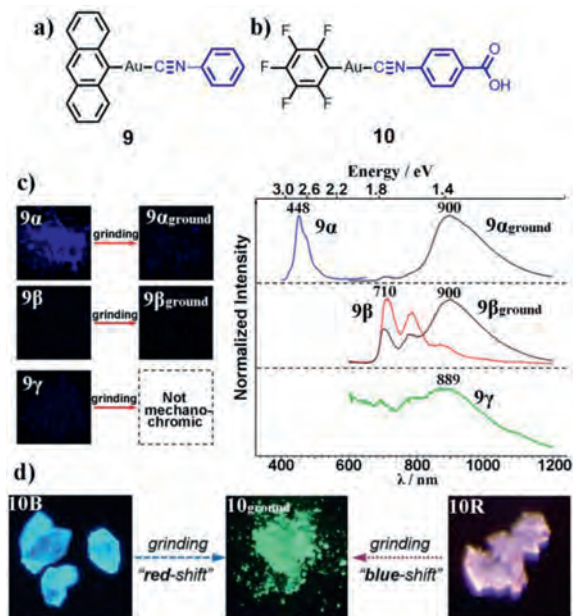 a)
Au—C≡N
9
b)
F
F
F
F
F
Au—C≡N
O
OH
10
c)
9α
grinding
9αground
9β
grinding
9βground
9γ
grinding
Not
mechano-
chromic
Energy / eV
3.0 2.6 2.2 1.8 1.4
Normalized Intensity
448 9α 900 9αground
9β 710 900 9βground
889 9γ
400 600 800 1000 1200
λ / nm
d)
10B
grinding
"red-shift"
10ground
grinding
"blue-shift"
10R